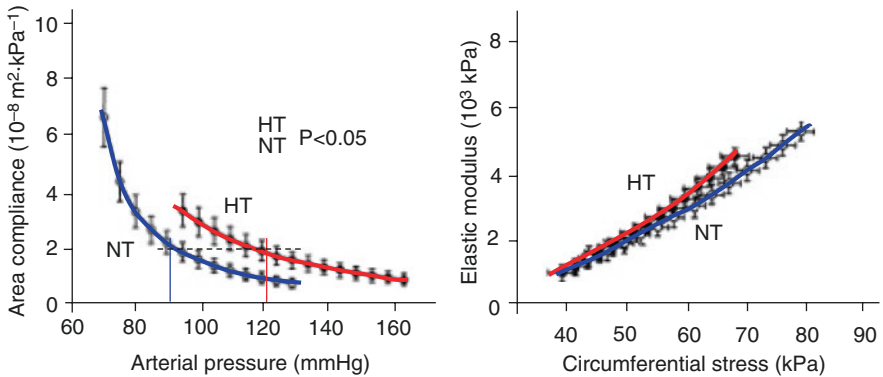 Area compliance (10⁻⁸ m²·kPa⁻¹)
10
8
6
4
2
0
60
80
100
120
140
160
Arterial pressure (mmHg)
HT
NT
P<0.05
HT
NT
Elastic modulus (10³ kPa)
8
6
4
2
0
40
50
60
70
80
90
Circumferential stress (kPa)
HT
NT